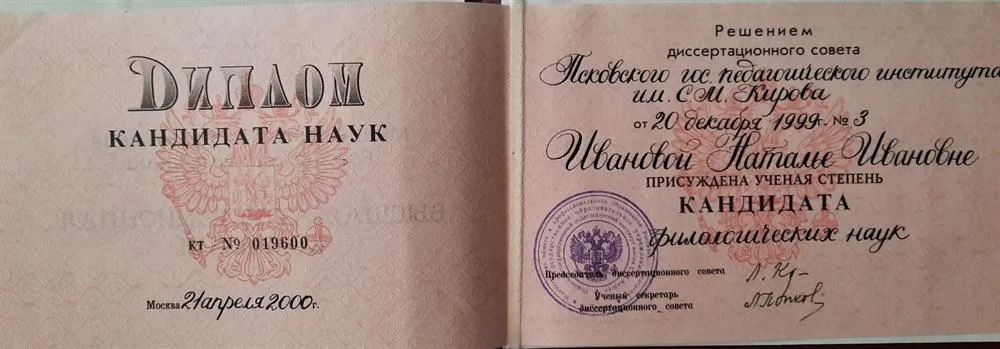 ДИПЛОМ
КАНДИДАТА НАУК
КТ № 019600
Москва 21 апреля 2000 г.
Решением
диссертационного совета
Псковского гос. педагогического института
им. С.М. Кирова
от 20 декабря 1999 г. № 3
Ивановой Наталье Ивановне
ПРИСУЖДЕНА УЧЕНАЯ СТЕПЕНЬ
КАНДИДАТА
филологических наук
Председатель диссертационного совета
Ученый секретарь
диссертационного совета